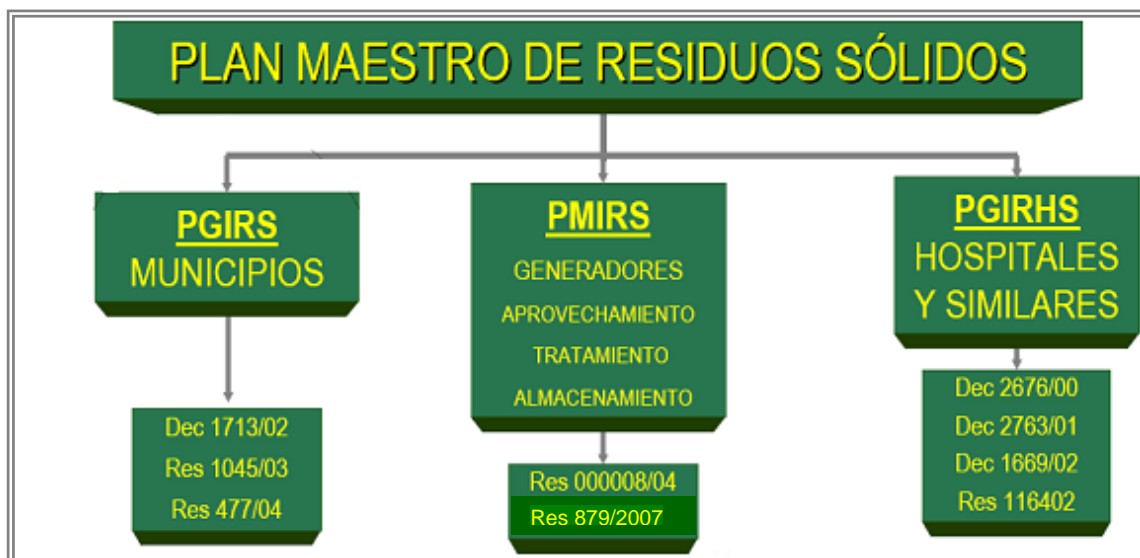 PLAN MAESTRO DE RESIDUOS SÓLIDOS
PGIRS
MUNICIPIOS
Dec 1713/02
Res 1045/03
Res 477/04
PMIRS
GENERADORES
APROVECHAMIENTO
TRATAMIENTO
ALMACENAMIENTO
Res 000008/04
Res 879/2007
PGIRHS
HOSPITALES
Y SIMILARES
Dec 2676/00
Dec 2763/01
Dec 1669/02
Res 116402